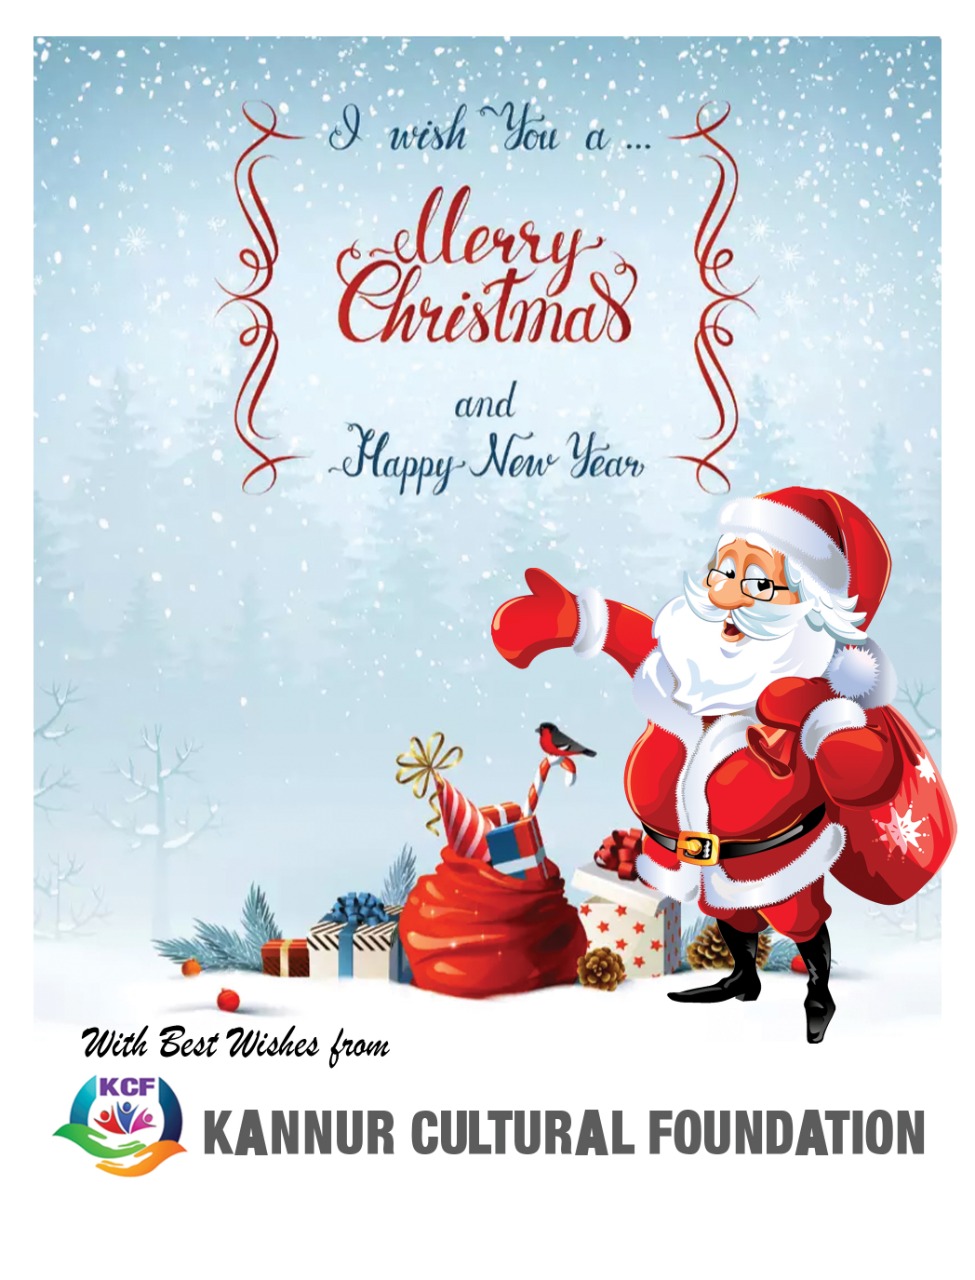 I wish You a ...
Merry
Christmas
and
Happy New Year
With Best Wishes from
KCF
KANNUR CULTURAL FOUNDATION